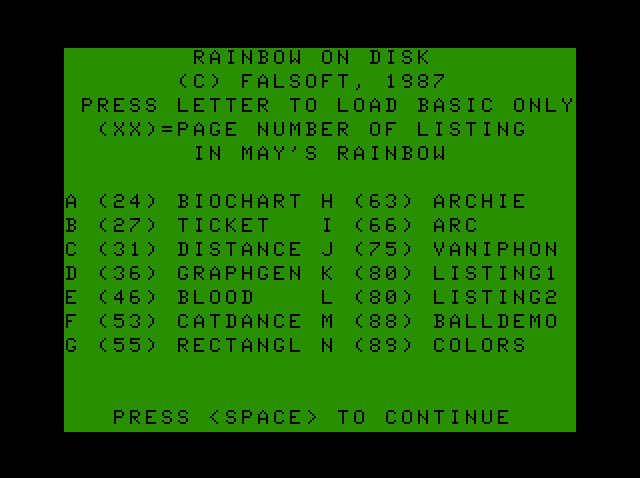 RAINBOW ON DISK
(C) FALSOFT, 1987
PRESS LETTER TO LOAD BASIC ONLY
(XX)=PAGE NUMBER OF LISTING
IN MAY'S RAINBOW
A (24) BIOCHART H (63) ARCHIE
B (27) TICKET I (66) ARC
C (31) DISTANCE J (75) VANIPHON
D (36) GRAPHGEN K (80) LISTING1
E (46) BLOOD L (80) LISTING2
F (53) CATDANCE M (88) BALLDEMO
G (55) RECTANGL N (89) COLORS
PRESS <SPACE> TO CONTINUE